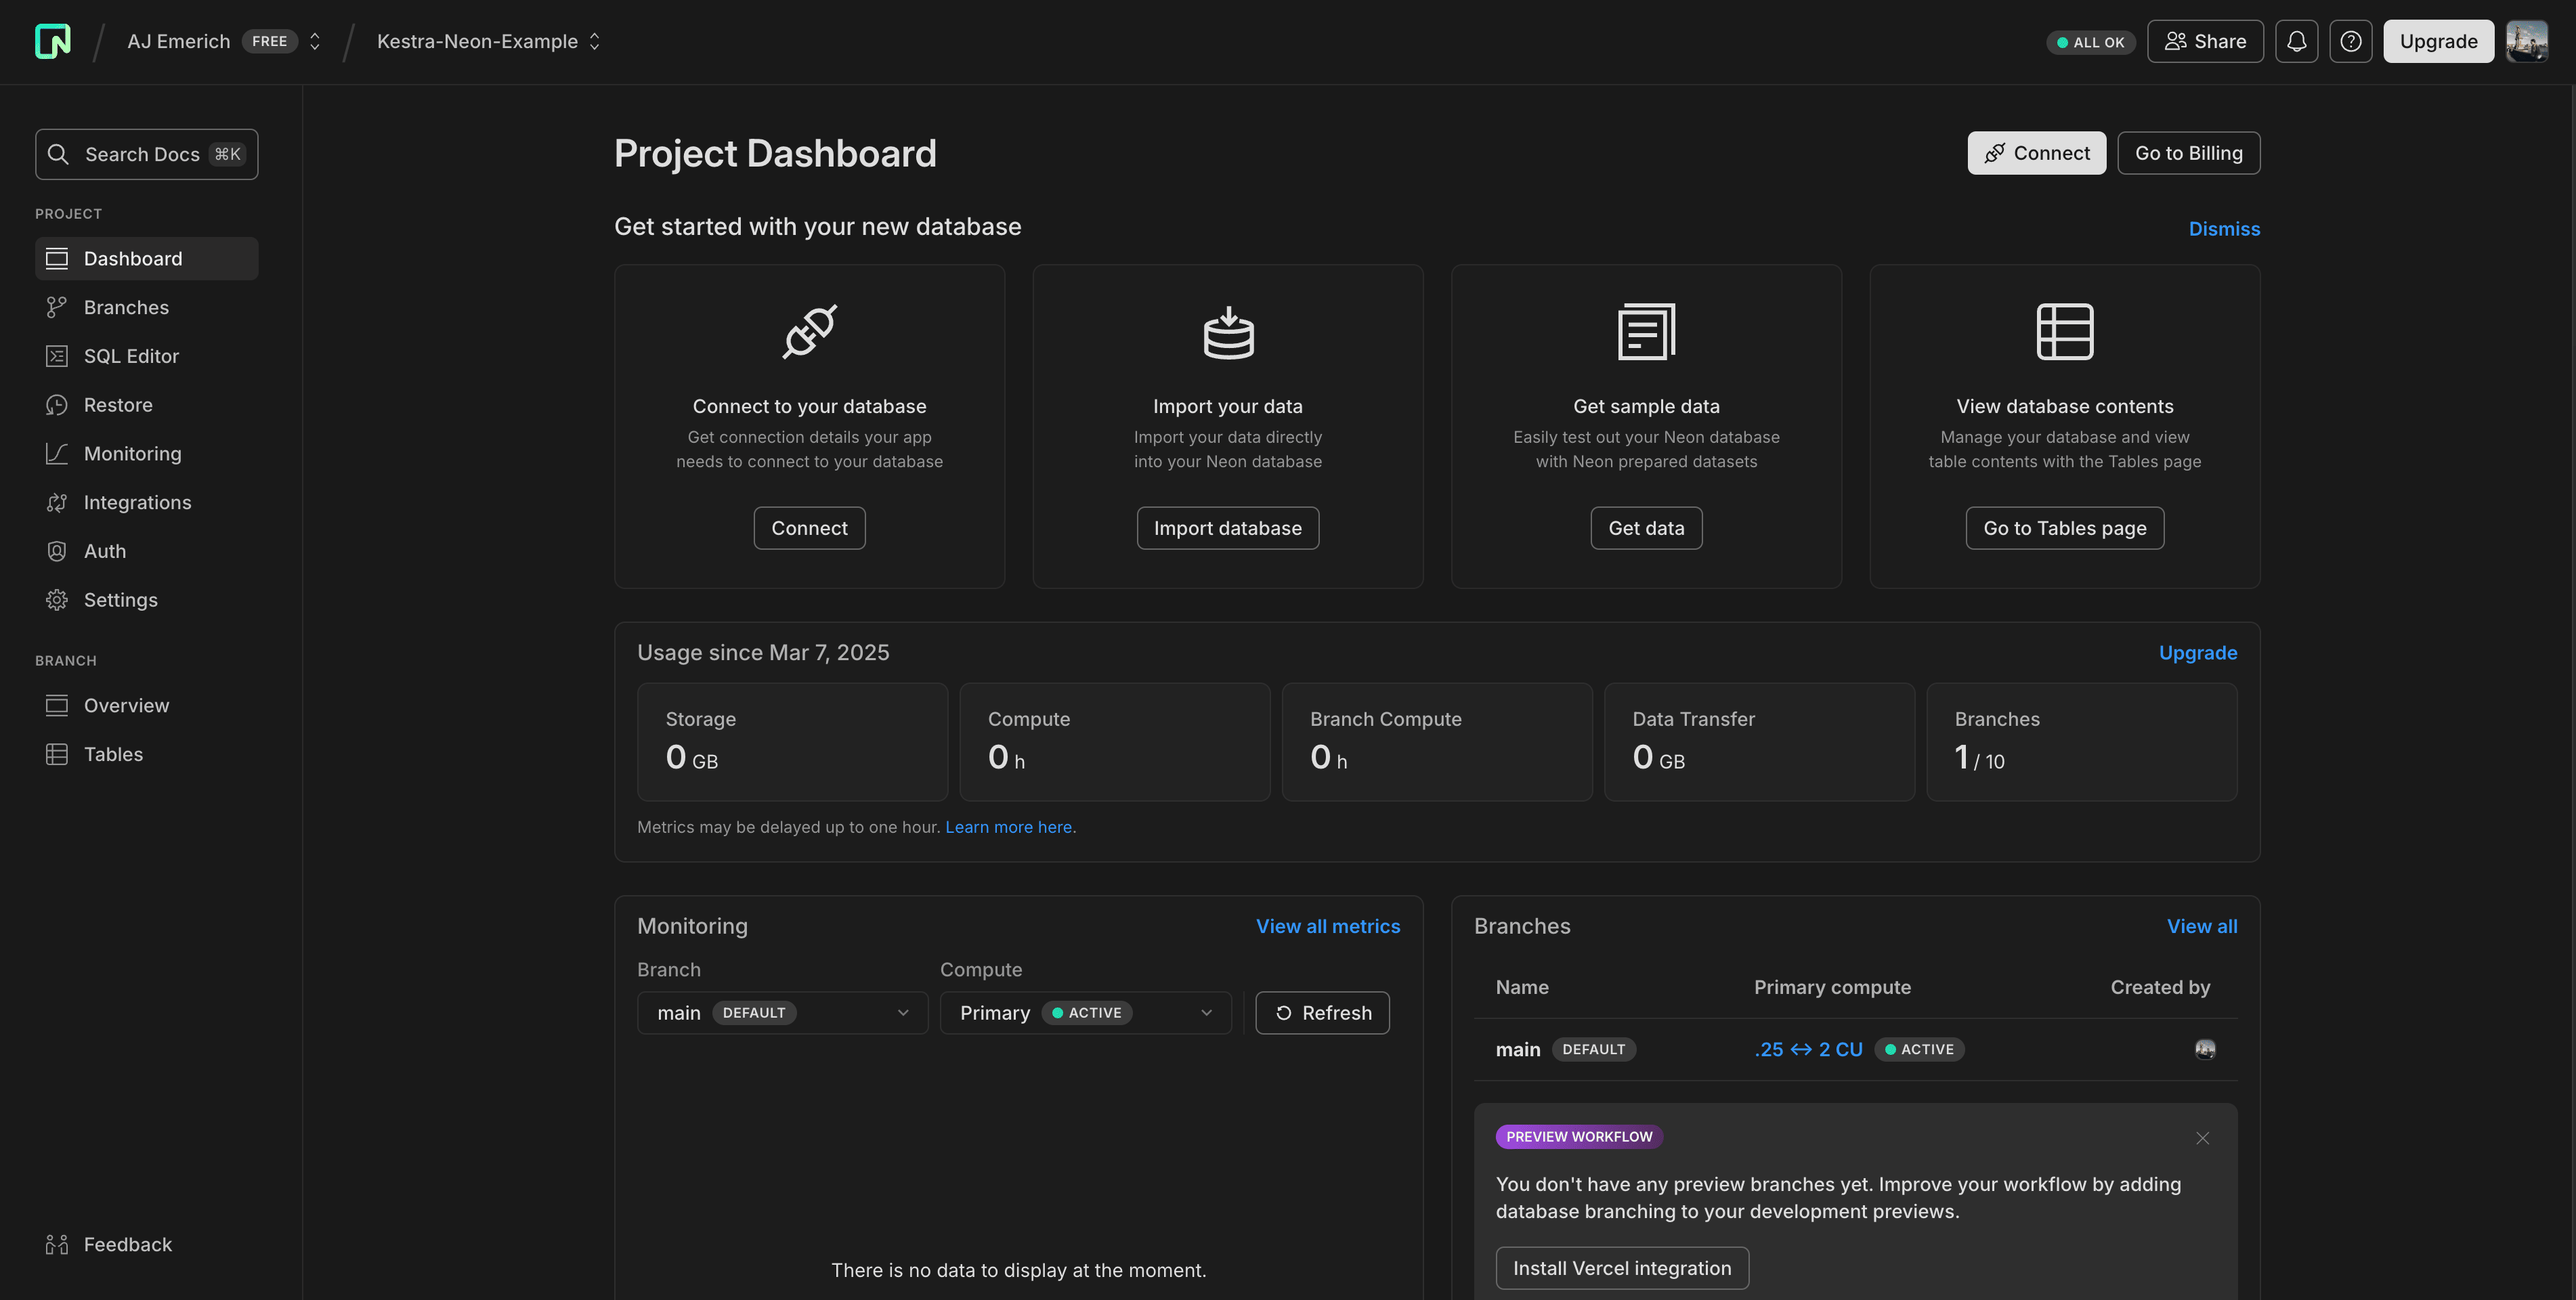 AJ Emerich FREE
Kestra-Neon-Example
ALL OK
Share
Upgrade
Search Docs ⌘K
PROJECT
Dashboard
Branches
SQL Editor
Restore
Monitoring
Integrations
Auth
Settings
BRANCH
Overview
Tables
Feedback
Project Dashboard
Connect
Go to Billing
Get started with your new database
Dismiss
Connect to your database
Get connection details your app
needs to connect to your database
Connect
Import your data
Import your data directly
into your Neon database
Import database
Get sample data
Easily test out your Neon database
with Neon prepared datasets
Get data
View database contents
Manage your database and view
table contents with the Tables page
Go to Tables page
Usage since Mar 7, 2025
Upgrade
Storage
0 GB
Compute
0 h
Branch Compute
0 h
Data Transfer
0 GB
Branches
1 / 10
Metrics may be delayed up to one hour. Learn more here.
Monitoring
View all metrics
Branch
Compute
main DEFAULT
Primary ACTIVE
Refresh
There is no data to display at the moment.
Branches
View all
Name
Primary compute
Created by
main DEFAULT
.25 ↔ 2 CU ACTIVE
PREVIEW WORKFLOW
You don't have any preview branches yet. Improve your workflow by adding
database branching to your development previews.
Install Vercel integration